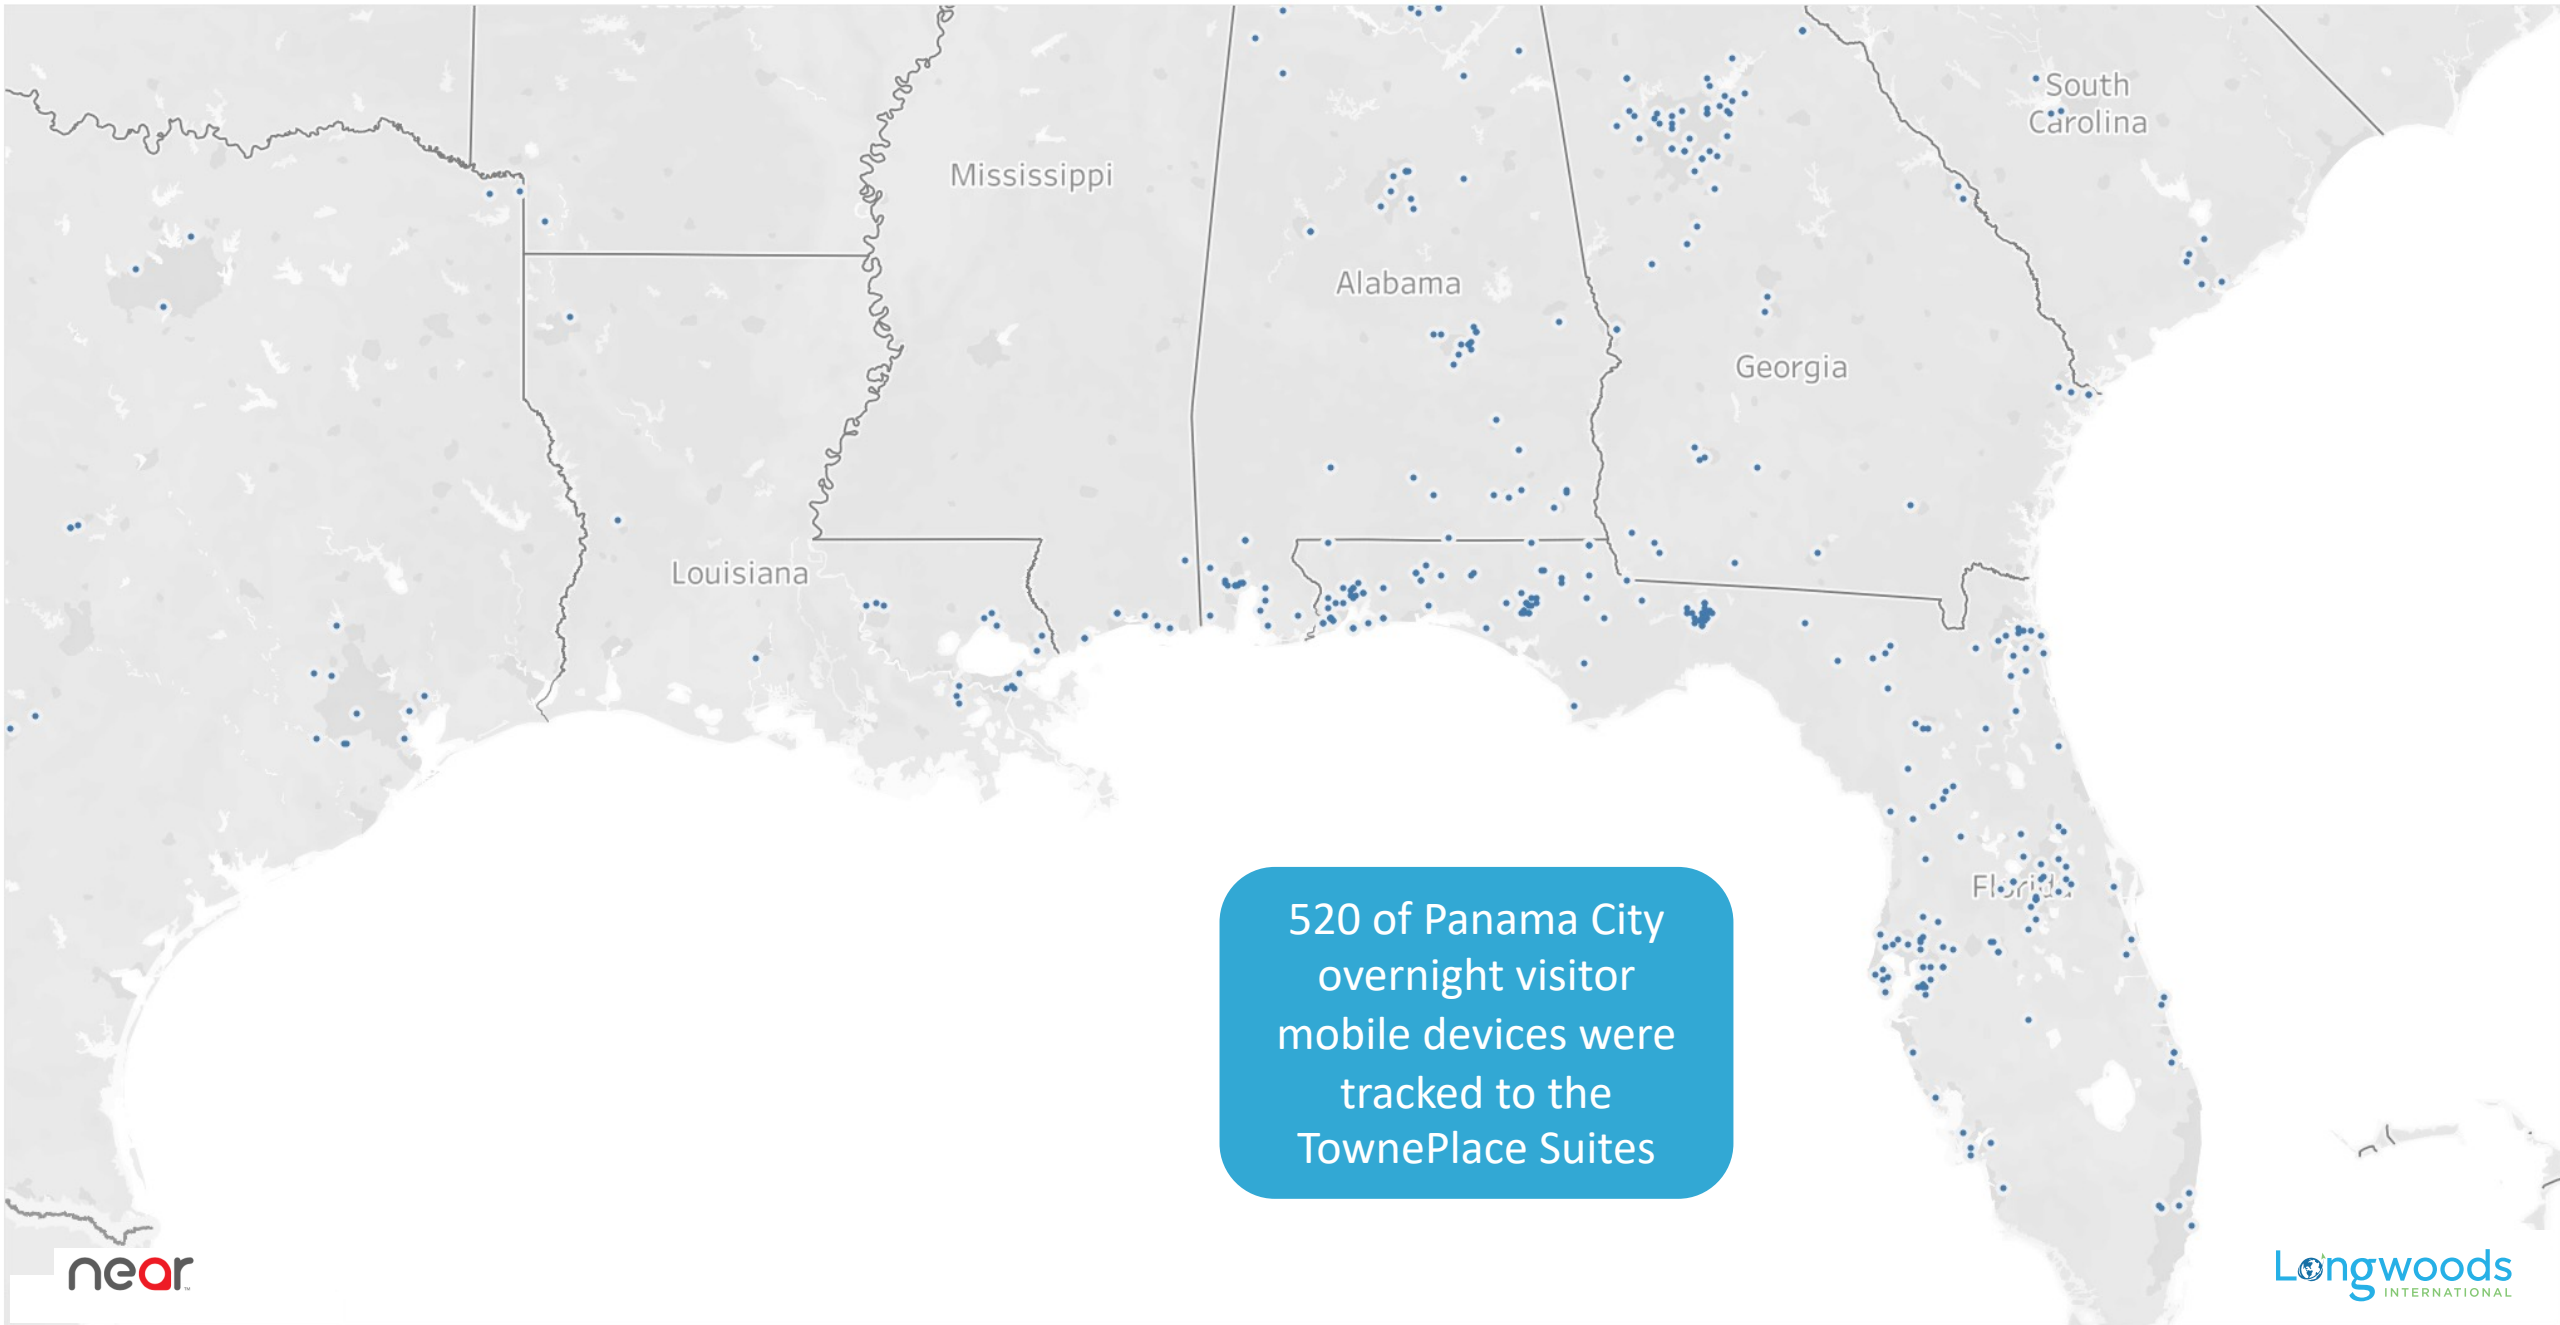 South
Carolina
Mississippi
Alabama
Georgia
Louisiana
Florida
520 of Panama City
overnight visitor
mobile devices were
tracked to the
TownePlace Suites
near
Longwoods
INTERNATIONAL